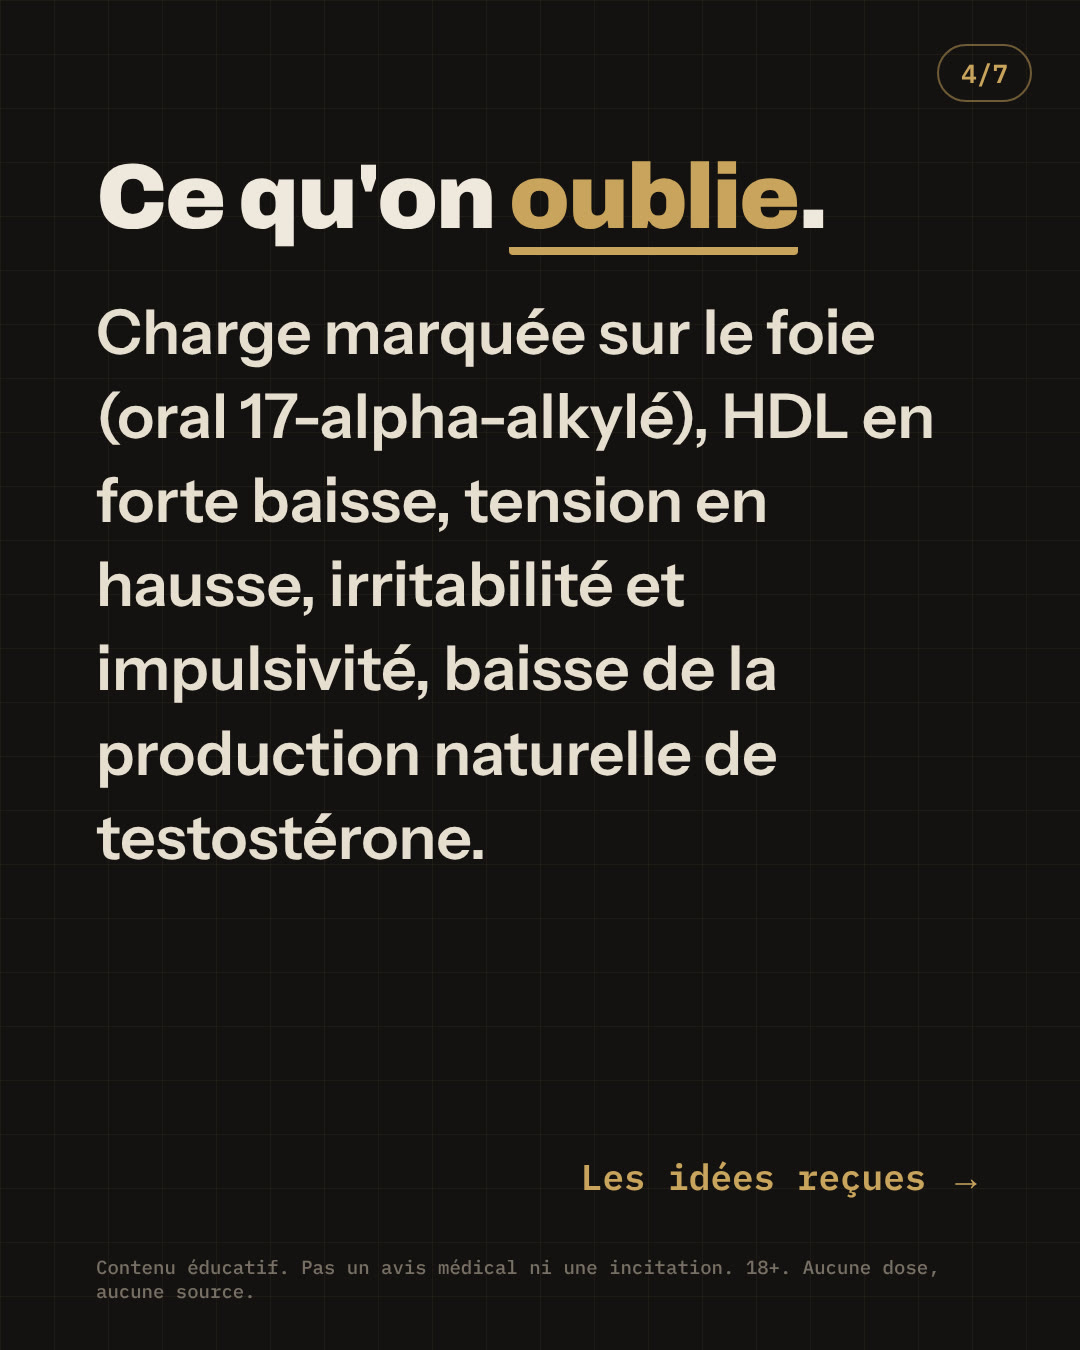 4/7
Ce qu'on oublie.
Charge marquée sur le foie
(oral 17-alpha-alkylé), HDL en
forte baisse, tension en
hausse, irritabilité et
impulsivité, baisse de la
production naturelle de
testostérone.
Les idées reçues →
Contenu éducatif. Pas un avis médical ni une incitation. 18+. Aucune dose,
aucune source.